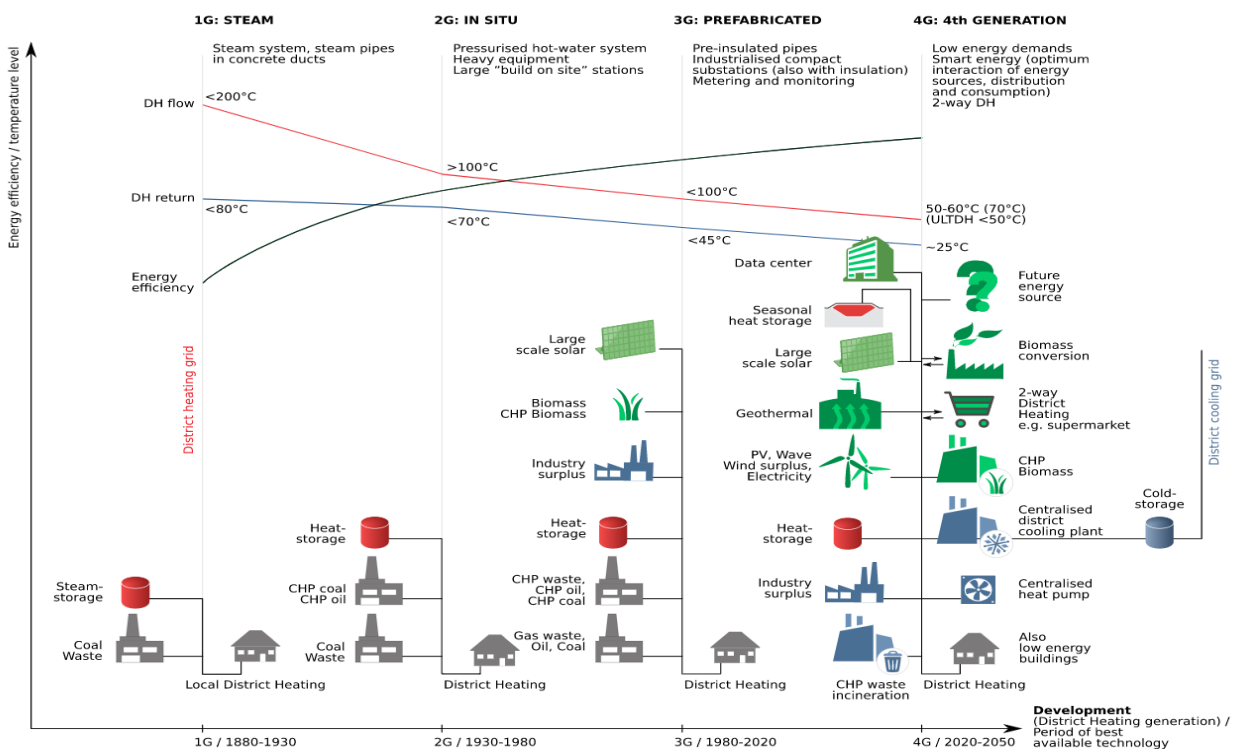 1G: STEAM
2G: IN SITU
3G: PREFABRICATED
4G: 4th GENERATION
Steam system, steam pipes
in concrete ducts
Pressurised hot-water system
Heavy equipment
Large "build on site" stations
Pre-insulated pipes
Industrialised compact
substations (also with insulation)
Metering and monitoring
Low energy demands
Smart energy (optimum
interaction of energy
sources, distribution
and consumption)
2-way DH
Energy efficiency / temperature level
DH flow
<200°C
>100°C
<100°C
50-60°C (70°C)
(ULTDH <50°C)
DH return
<80°C
<70°C
<45°C
~25°C
Energy
efficiency
District heating grid
Data center
Future
energy
source
Seasonal
heat storage
Large
scale solar
Large
scale solar
Biomass
conversion
Biomass
CHP Biomass
Geothermal
2-way
District
Heating
e.g. supermarket
District cooling grid
Industry
surplus
PV, Wave
Wind surplus,
Electricity
CHP
Biomass
Heat-
storage
Heat-
storage
Heat-
storage
Centralised
district
cooling plant
Cold-
storage
Steam-
storage
CHP coal
CHP oil
CHP waste,
CHP oil,
CHP coal
Industry
surplus
Centralised
heat pump
Coal
Waste
Coal
Waste
Gas waste,
Oil, Coal
Also
low energy
buildings
Local District Heating
District Heating
District Heating
CHP waste
incineration
District Heating
Development
(District Heating generation) /
Period of best
available technology
1G / 1880-1930
2G / 1930-1980
3G / 1980-2020
4G / 2020-2050